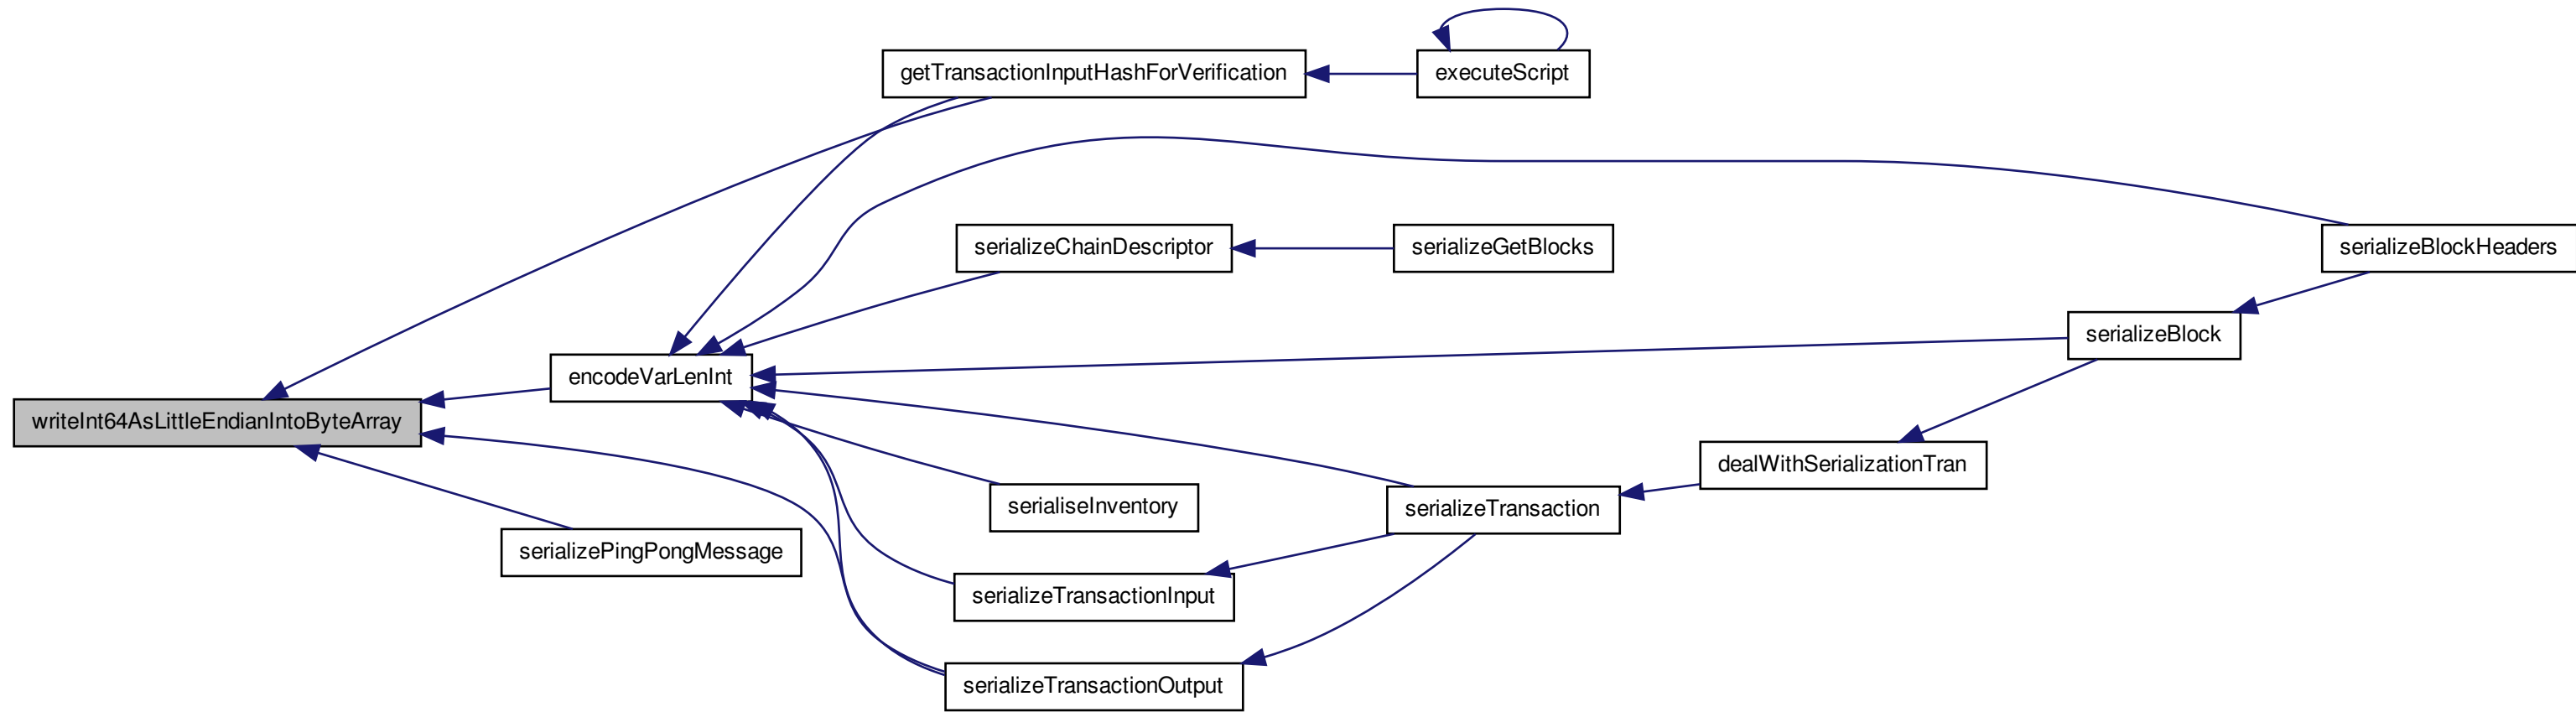 getTransactionInputHashForVerification
executeScript
serializeChainDescriptor
serializeGetBlocks
serializeBlockHeaders
serializeBlock
encodeVarLenInt
writeInt64AsLittleEndianIntoByteArray
dealWithSerializationTran
serialiseInventory
serializeTransaction
serializePingPongMessage
serializeTransactionInput
serializeTransactionOutput